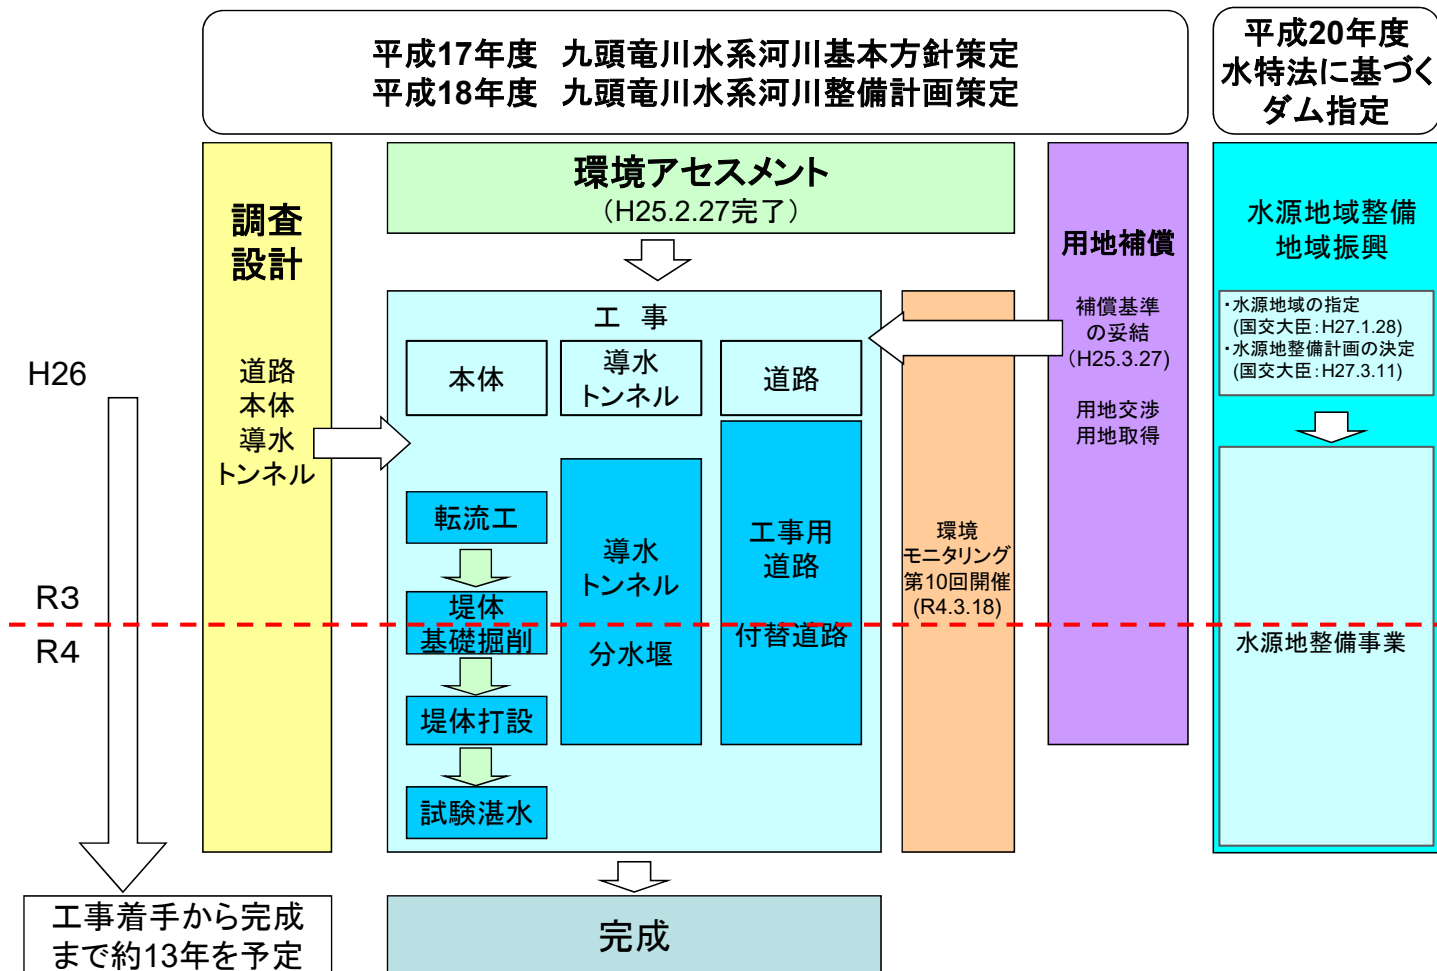 平成17年度 九頭竜川水系河川基本方針策定
平成18年度 九頭竜川水系河川整備計画策定
平成20年度
水特法に基づく
ダム指定
調査
設計
道路
本体
導水
トンネル
環境アセスメント
（H25.2.27完了）
工 事
本体
導水
トンネル
道路
転流工
堤体
基礎掘削
堤体打設
試験湛水
導水
トンネル
分水堰
工事用
道路
付替道路
環境
モニタリング
第10回開催
(R4.3.18)
用地補償
補償基準
の妥結
(H25.3.27)
用地交渉
用地取得
水源地域整備
地域振興
・水源地域の指定
(国交大臣：H27.1.28)
・水源地整備計画の決定
(国交大臣：H27.3.11)
水源地整備事業
H26
R3
R4
工事着手から完成
まで約13年を予定
完成